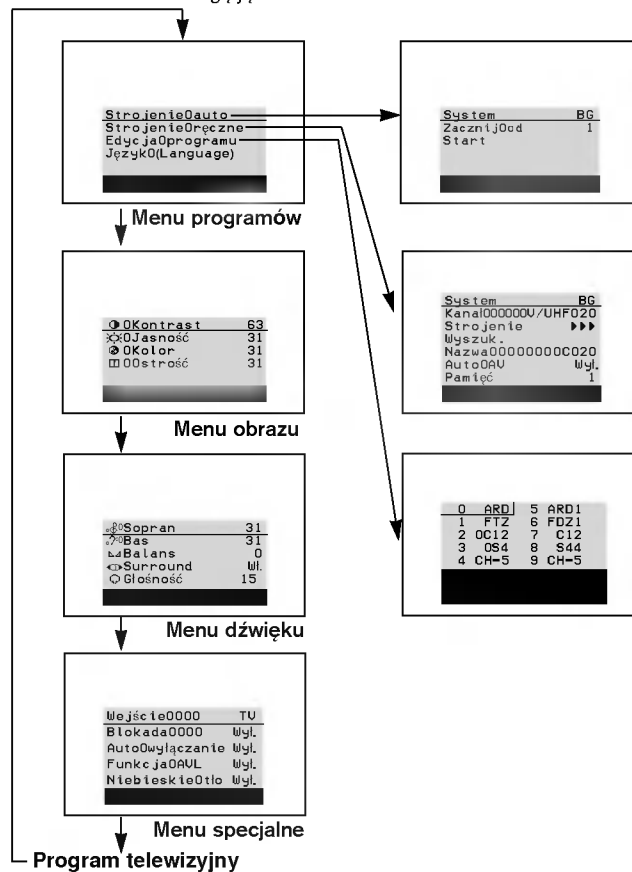 Strojenie0auto
Strojenie0ręczne
Edycja0programu
Język0(Language)
Menu programów
System BG
Zacznij0od 1
Start
System BG
Kanał000000V/UHF020
Strojenie ►►►
Wyszuk.
Nazwa00000000C020
Auto0AV Wył.
Pamięć 1
0Kontrast 63
0Jasność 31
0Kolor 31
0Ostrość 31
Menu obrazu
0 ARD 5 ARD1
1 FTZ 6 FDZ1
2 0C12 7 C12
3 0S4 8 S44
4 CH-5 9 CH-5
0Sopran 31
0Bas 31
Balans 0
Surround Wł.
Głośność 15
Menu dźwięku
Wejście0000 TV
Blokada0000 Wył.
Auto0wyłączanie Wył.
Funkcja0AVL Wył.
Niebieskie0tło Wył.
Menu specjalne
Program telewizyjny